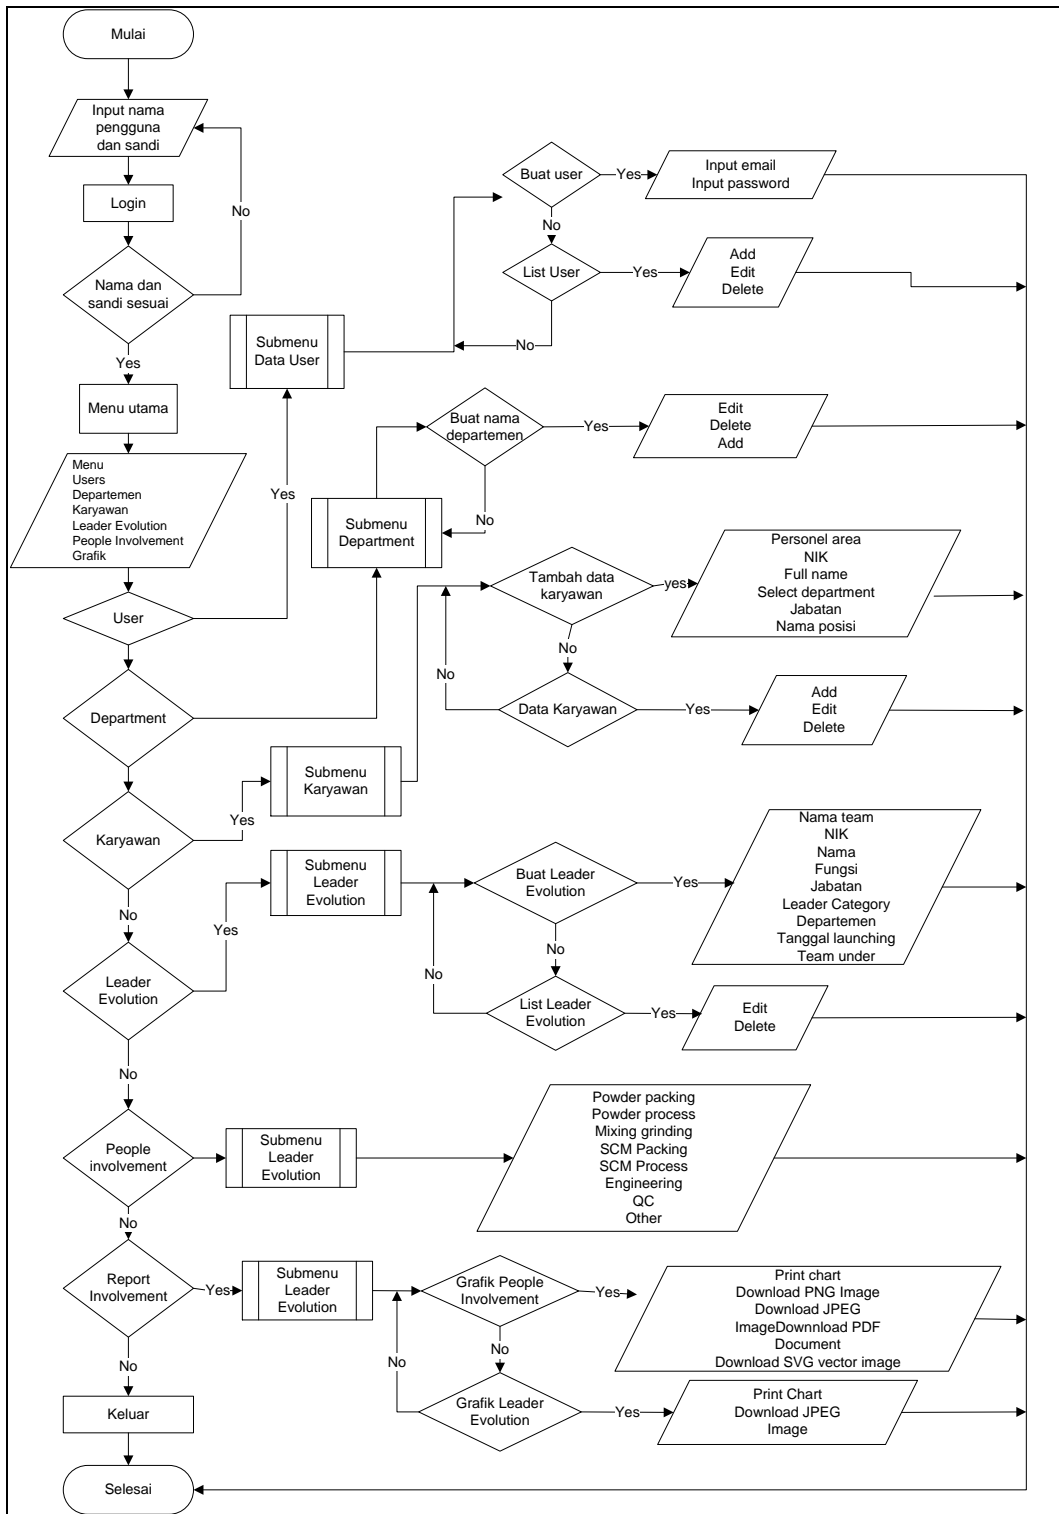 Mulai
Input nama
pengguna
dan sandi
Login
No
Nama dan
sandi sesuai
Yes
Menu utama
Menu
Users
Departemen
Karyawan
Leader Evolution
People Involvement
Grafik
User
Yes
Submenu
Data User
Buat user
Yes
Input email
Input password
No
List User
Yes
Add
Edit
Delete
No
Department
Submenu
Department
Buat nama
departemen
Yes
Edit
Delete
Add
No
Karyawan
Yes
Submenu
Karyawan
Tambah data
karyawan
yes
Personel area
NIK
Full name
Select department
Jabatan
Nama posisi
No
No
Data Karyawan
Yes
Add
Edit
Delete
No
Leader
Evolution
Yes
Submenu
Leader
Evolution
Buat Leader
Evolution
Yes
Nama team
NIK
Nama
Fungsi
Jabatan
Leader Category
Departemen
Tanggal launching
Team under
No
No
List Leader
Evolution
Yes
Edit
Delete
No
People
involvement
Submenu
Leader
Evolution
Powder packing
Powder process
Mixing grinding
SCM Packing
SCM Process
Engineering
QC
Other
No
Report
Involvement
Yes
Submenu
Leader
Evolution
Grafik People
Involvement
Yes
Print chart
Download PNG Image
Download JPEG
ImageDownnload PDF
Document
Download SVG vector image
No
No
Grafik Leader
Evolution
Yes
Print Chart
Download JPEG
Image
No
Keluar
Selesai